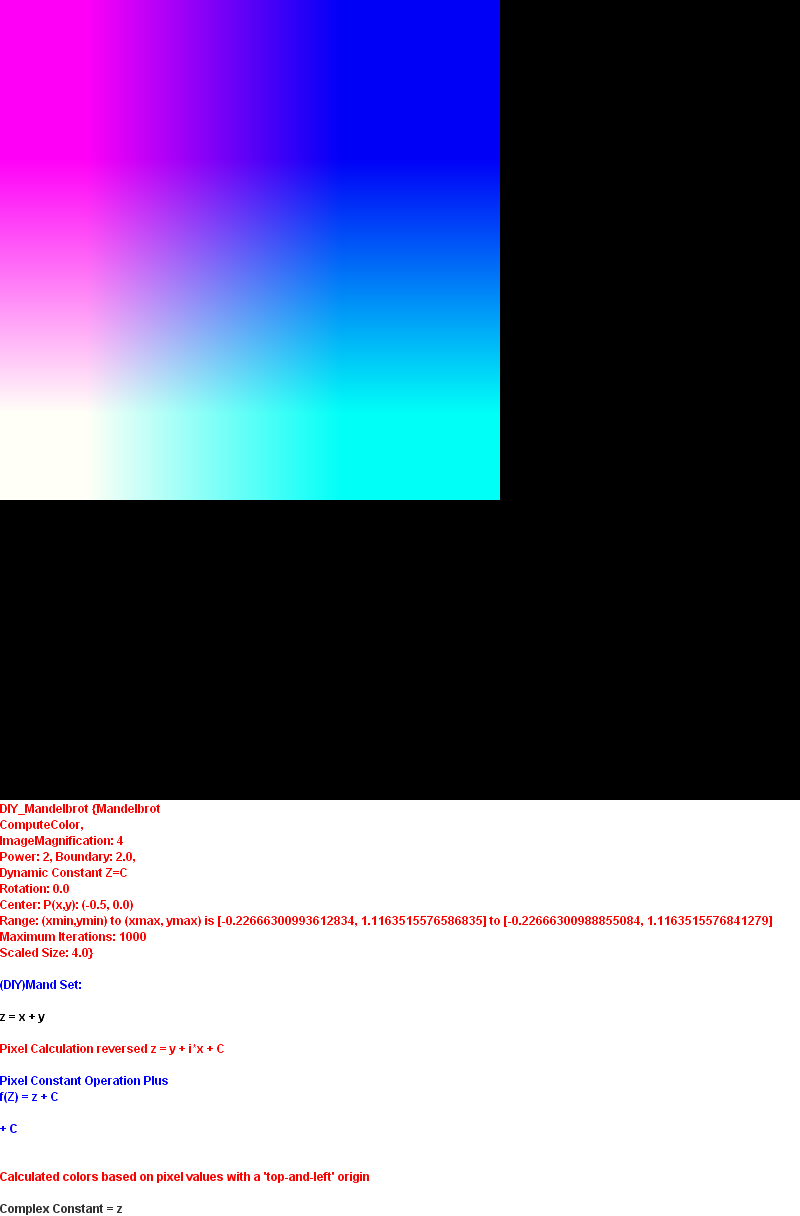 DIY_Mandelbrot {Mandelbrot
ComputeColor,
ImageMagnification: 4
Power: 2, Boundary: 2.0,
Dynamic Constant Z=C
Rotation: 0.0
Center: P(x,y): (-0.5, 0.0)
Range: (xmin,ymin) to (xmax, ymax) is [-0.22666300993612834, 1.1163515576586835] to [-0.22666300988855084, 1.1163515576841279]
Maximum Iterations: 1000
Scaled Size: 4.0}
(DIY)Mand Set:
z = x + y
Pixel Calculation reversed z = y + i*x + C
Pixel Constant Operation Plus
f(Z) = z + C
+ C
Calculated colors based on pixel values with a 'top-and-left' origin
Complex Constant = z